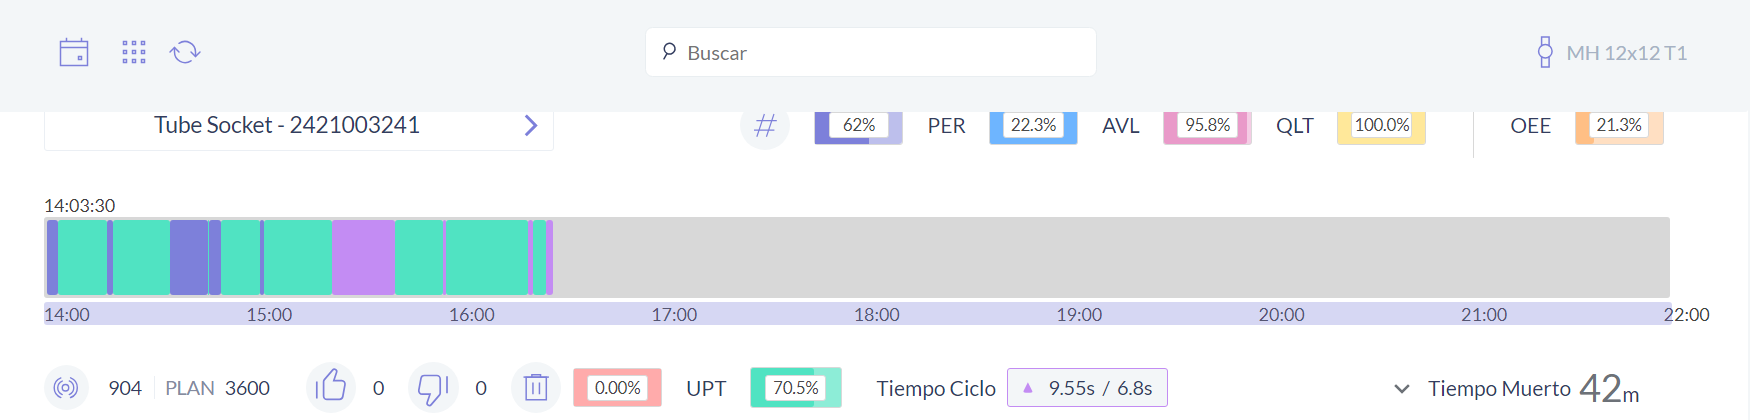 Buscar
MH 12x12 T1
Tube Socket - 2421003241
62% PER 22.3% AVL 95.8% QLT 100.0% OEE 21.3%
14:03:30
14:00 15:00 16:00 17:00 18:00 19:00 20:00 21:00 22:00
904 PLAN 3600 0 0 0.00% UPT 70.5% Tiempo Ciclo 9.55s / 6.8s Tiempo Muerto 42m